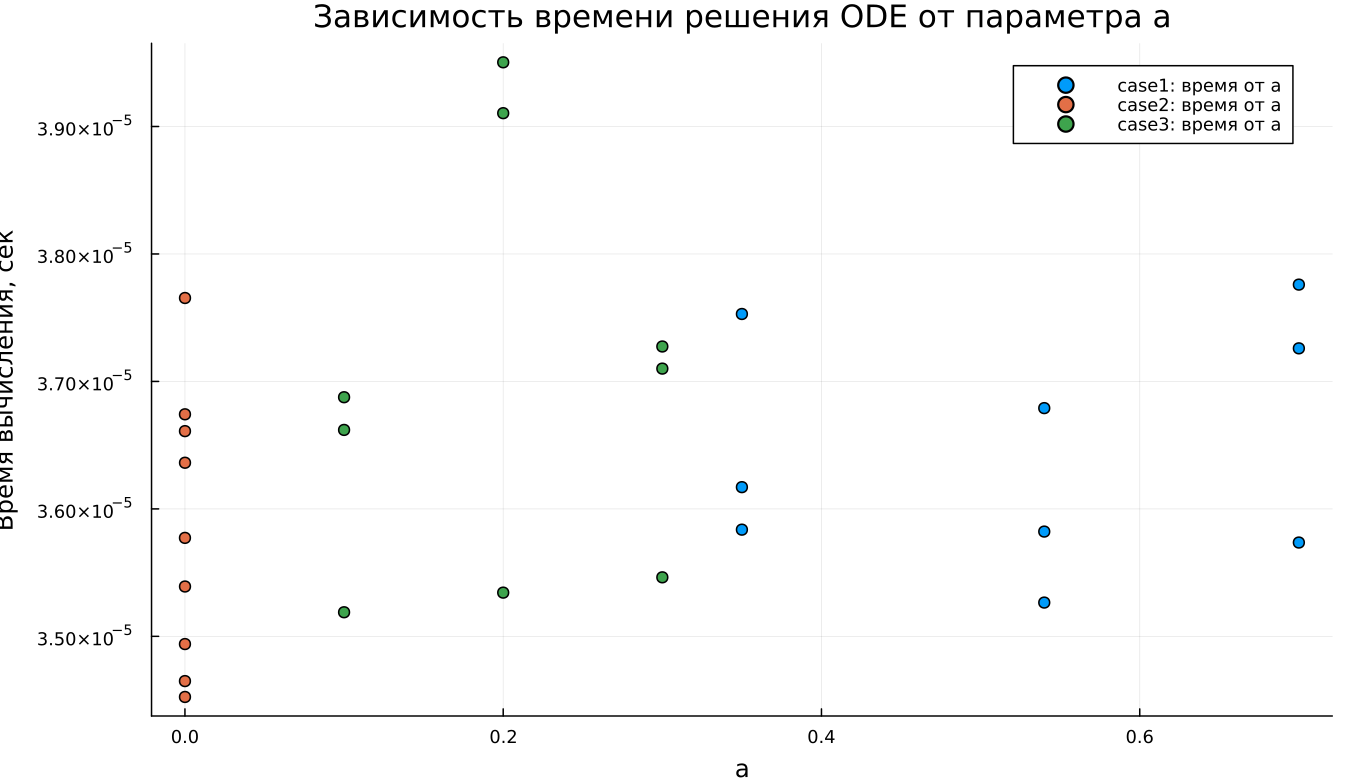 Зависимость времени решения ODE от параметра a
case1: время от a
case2: время от a
case3: время от a
3.90×10⁻⁵
3.80×10⁻⁵
3.70×10⁻⁵
3.60×10⁻⁵
3.50×10⁻⁵
Время вычисления, сек
0.0
0.2
0.4
0.6
a